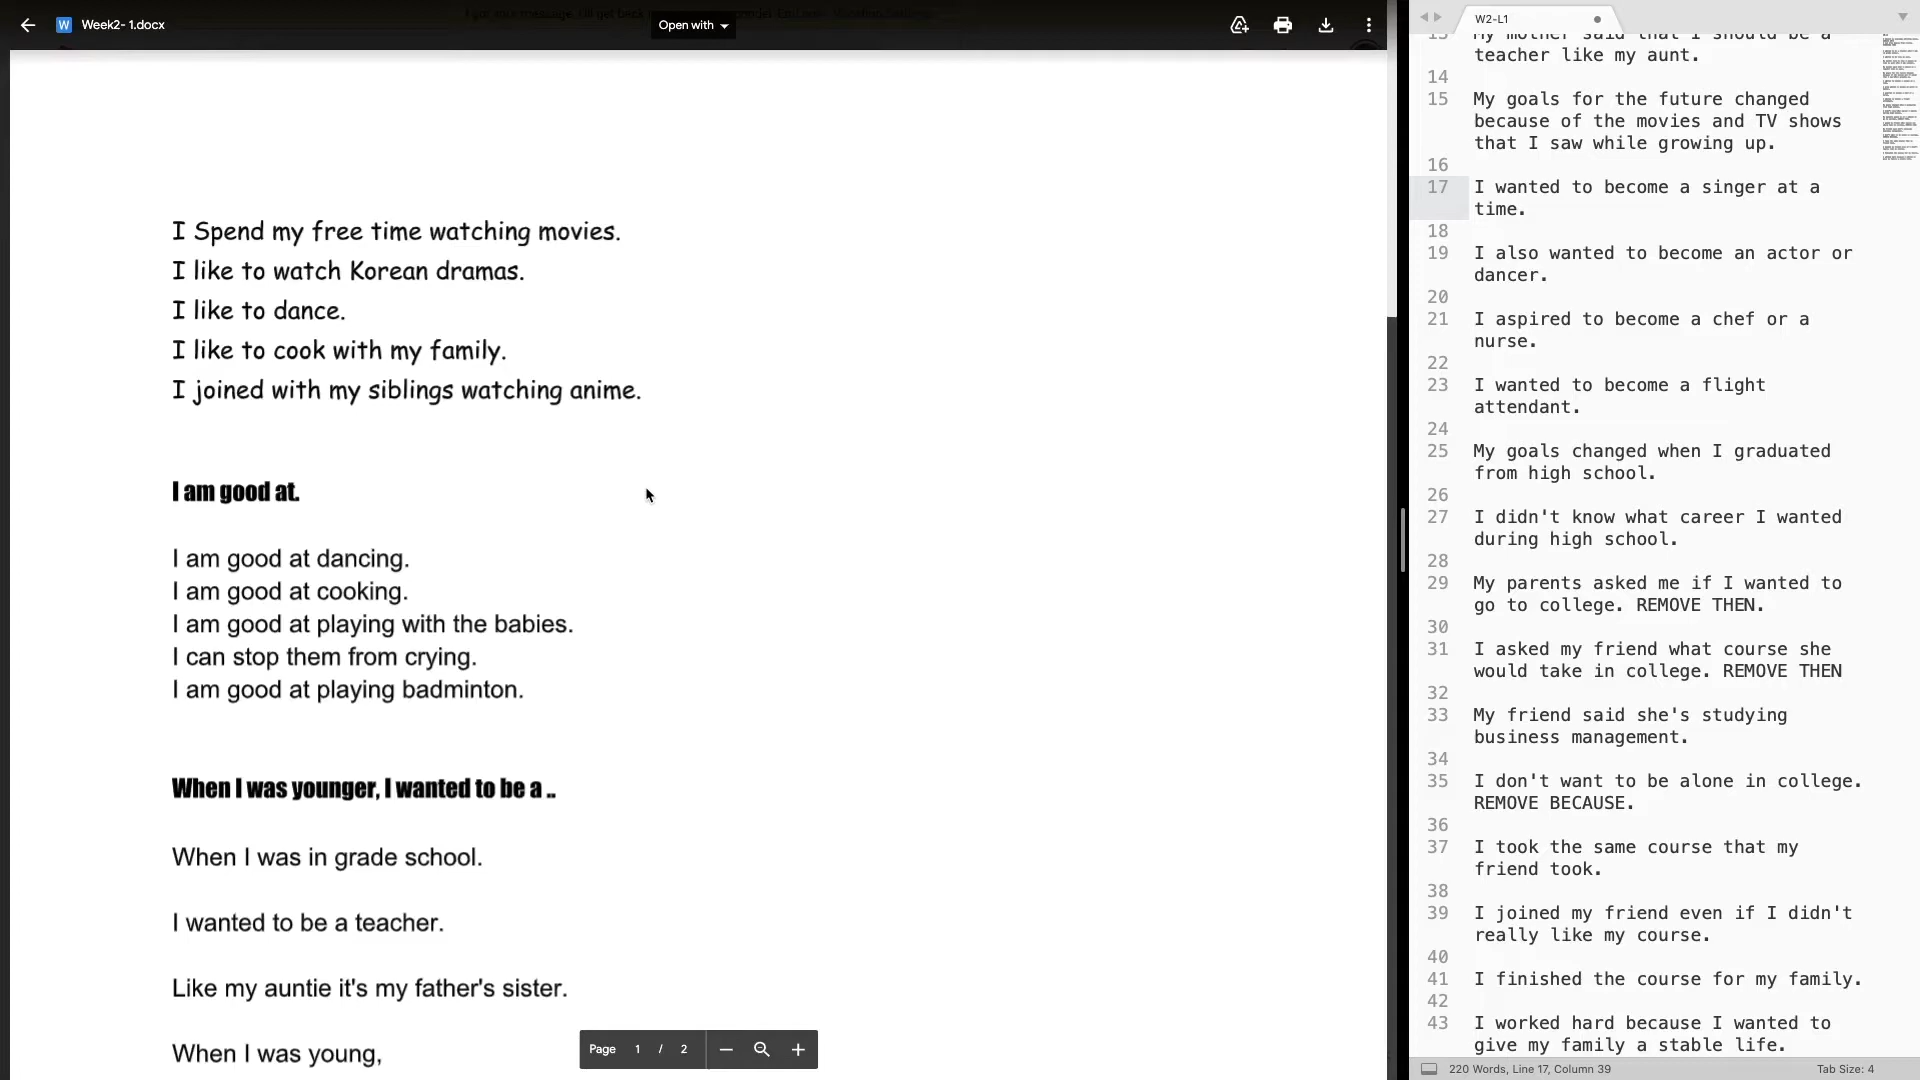 Week2- 1.docx
Open with
I Spend my free time watching movies.
I like to watch Korean dramas.
I like to dance.
I like to cook with my family.
I joined with my siblings watching anime.
I am good at.
I am good at dancing.
I am good at cooking.
I am good at playing with the babies.
I can stop them from crying.
I am good at playing badminton.
When I was younger, I wanted to be a ..
When I was in grade school.
I wanted to be a teacher.
Like my auntie it's my father's sister.
When I was young,
Page 1 / 2
W2-L1
13 My mother said that I should be a
teacher like my aunt.
14
15 My goals for the future changed
because of the movies and TV shows
that I saw while growing up.
16
17 I wanted to become a singer at a
time.
18
19 I also wanted to become an actor or
dancer.
20
21 I aspired to become a chef or a
nurse.
22
23 I wanted to become a flight
attendant.
24
25 My goals changed when I graduated
from high school.
26
27 I didn't know what career I wanted
during high school.
28
29 My parents asked me if I wanted to
go to college. REMOVE THEN.
30
31 I asked my friend what course she
would take in college. REMOVE THEN
32
33 My friend said she's studying
business management.
34
35 I don't want to be alone in college.
REMOVE BECAUSE.
36
37 I took the same course that my
friend took.
38
39 I joined my friend even if I didn't
really like my course.
40
41 I finished the course for my family.
42
43 I worked hard because I wanted to
give my family a stable life.
220 Words, Line 17, Column 39
Tab Size: 4